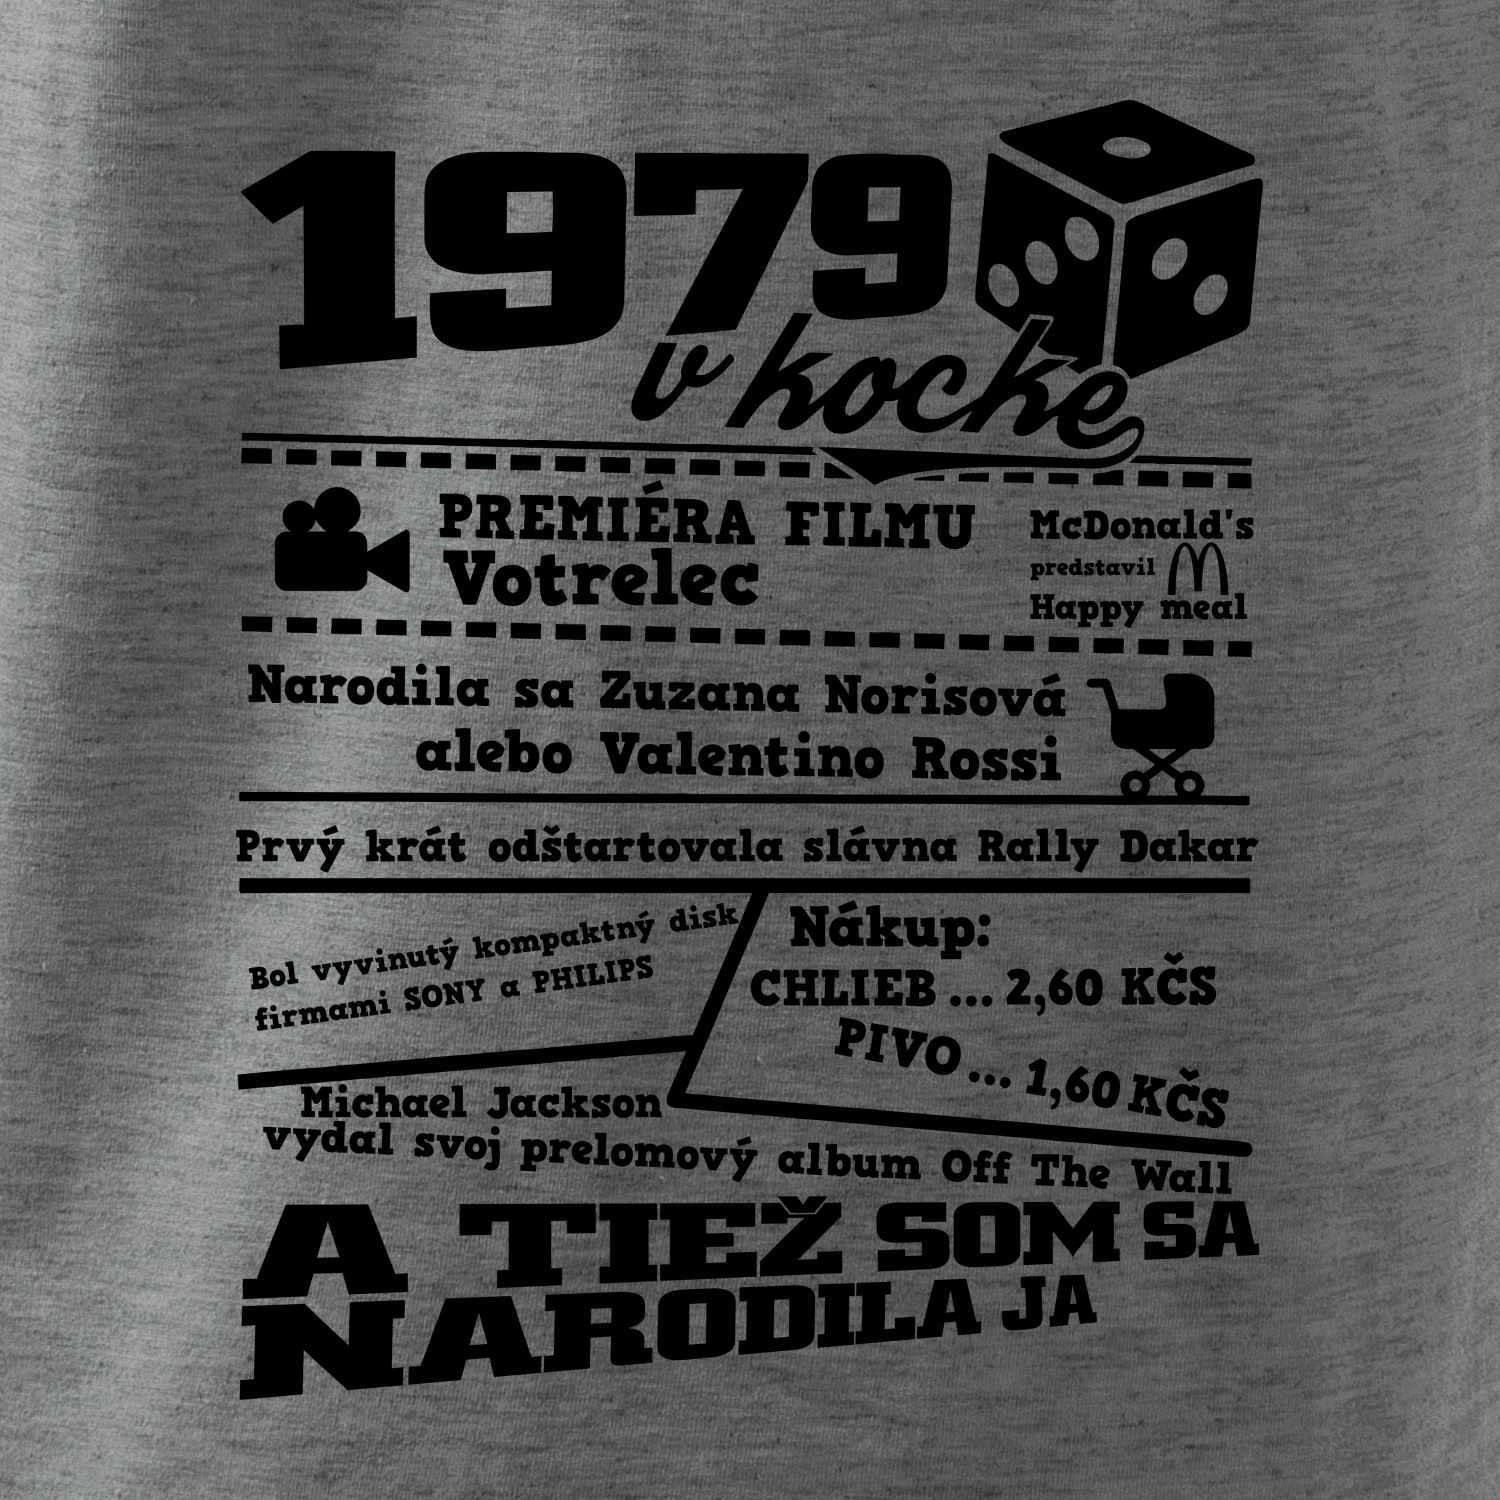 1979
v kocke
PREMIÉRA FILMU
Votrelec
McDonald's
predstavil
Happy meal
Narodila sa Zuzana Norisová
alebo Valentino Rossi
Prvý krát odštartovala slávna Rally Dakar
Bol vyvinutý kompaktný disk
firmami SONY a PHILIPS
Nákup:
CHLIEB ... 2,60 KČS
PIVO ... 1,60 KČS
Michael Jackson
vydal svoj prelomový album Off The Wall
A TIEŽ SOM SA
NARODILA JA